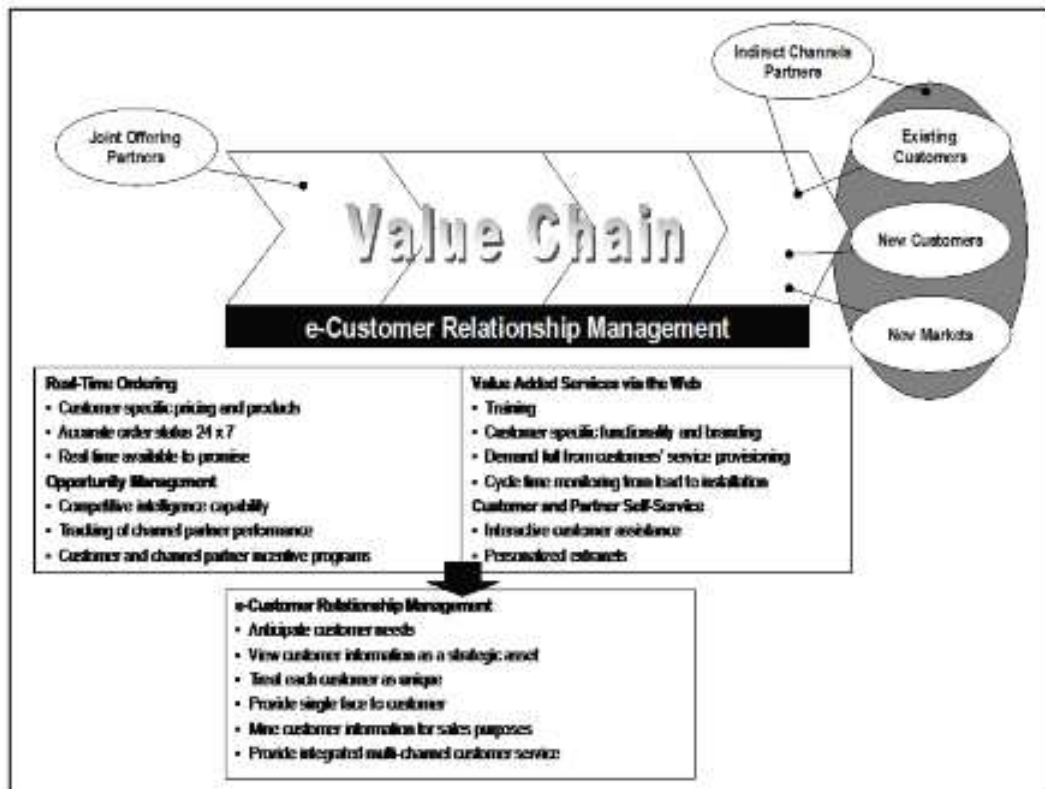 Indirect Channels
Partners
Joint Offering
Partners
Existing
Customers
Value Chain
New Customers
e-Customer Relationship Management
New Markets
Real-Time Ordering
• Customer specific pricing and products
• Accurate order status 24 x 7
• Real time available to promise
Opportunity Management
• Competitive intelligence capability
• Tracking of channel partner performance
• Customer and channel partner incentive programs
Value Added Services via the Web
• Training
• Customer specific functionality and branding
• Demand full from customers' service provisioning
• Cycle time monitoring from lead to installation
Customer and Partner Self-Service
• Interactive customer assistance
• Personalized extranets
e-Customer Relationship Management
• Anticipate customer needs
• View customer information as a strategic asset
• Treat each customer as unique
• Provide single face to customer
• Mine customer information for sales purposes
• Provide integrated multi-channel customer service